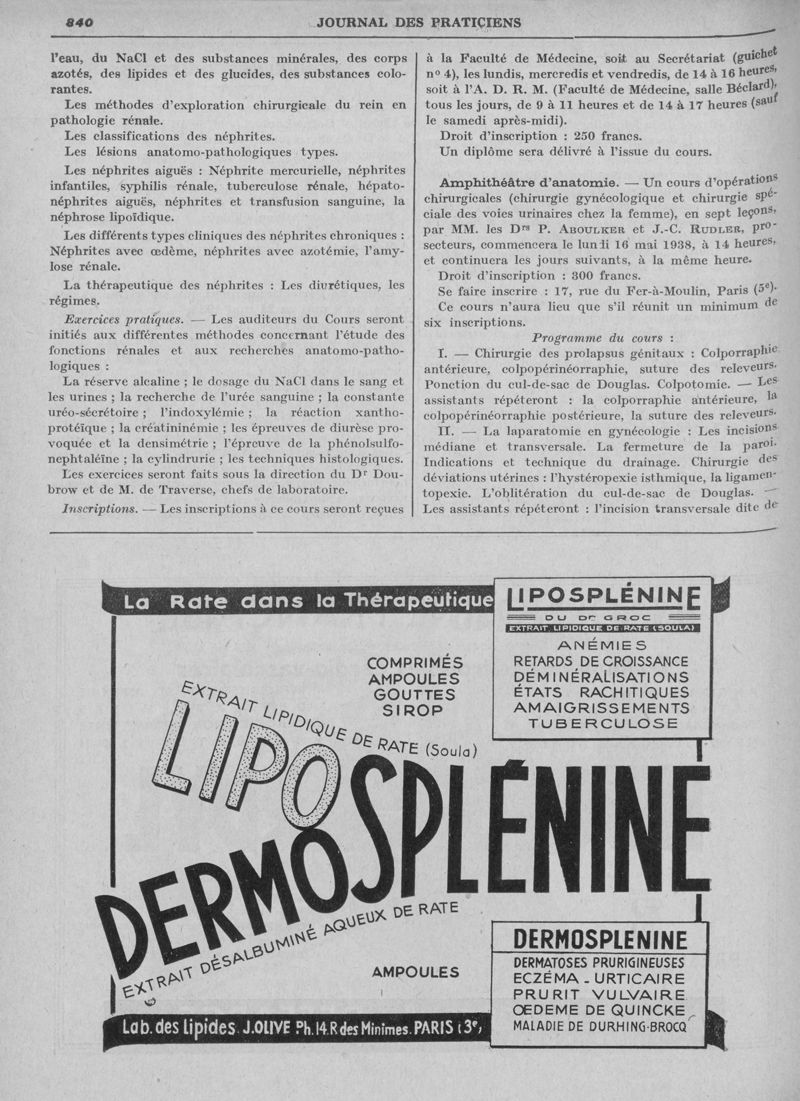 840
JOURNAL DES PRATICIENS
l'eau, du NaCl et des substances minérales, des corps
azotés, des lipides et des glucides, des substances colo-
rantes.
Les méthodes d'exploration chirurgicale du rein en
pathologie rénale.
Les classifications des néphrites.
Les lésions anatomo-pathologiques types.
Les néphrites aiguës : Néphrite mercurielle, néphrites
infantiles, syphilis rénale, tuberculose rénale, hépato-
néphrites aiguës, néphrites et transfusion sanguine, la
néphrose lipoïdique.
Les différents types cliniques des néphrites chroniques :
Néphrites avec œdème, néphrites avec azotémie, l'amy-
lose rénale.
La thérapeutique des néphrites : Les diurétiques, les
régimes.
Exercices pratiques. — Les auditeurs du Cours seront
initiés aux différentes méthodes concernant l'étude des
fonctions rénales et aux recherches anatomo-patho-
logiques :
La réserve alcaline ; le dosage du NaCl dans le sang et
les urines ; la recherche de l'urée sanguine ; la constante
uréo-sécrétoire ; l'indoxylémie ; la réaction xantho-
protéïque ; la créatininémie ; les épreuves de diurèse pro-
voquée et la densimétrie ; l'épreuve de la phénolsulfo-
nephtaléïne ; la cylindrurie ; les techniques histologiques.
Les exercices seront faits sous la direction du Dr Dou-
brow et de M. de Traverse, chefs de laboratoire.
Inscriptions. — Les inscriptions à ce cours seront reçues
à la Faculté de Médecine, soit au Secrétariat (guichet
no 4), les lundis, mercredis et vendredis, de 14 à 16 heures,
soit à l'A. D. R. M. (Faculté de Médecine, salle Béclard),
tous les jours, de 9 à 11 heures et de 14 à 17 heures (sauf
le samedi après-midi).
Droit d'inscription : 250 francs.
Un diplôme sera délivré à l'issue du cours.
Amphithéâtre d'anatomie. — Un cours d'opérations
chirurgicales (chirurgie gynécologique et chirurgie spé-
ciale des voies urinaires chez la femme), en sept leçons,
par MM. les Drs P. ABOULKER et J.-C. RUDLER, pro-
secteurs, commencera le lundi 16 mai 1938, à 14 heures,
et continuera les jours suivants, à la même heure.
Droit d'inscription : 300 francs.
Se faire inscrire : 17, rue du Fer-à-Moulin, Paris (5e).
Ce cours n'aura lieu que s'il réunit un minimum de
six inscriptions.
Programme du cours :
I. — Chirurgie des prolapsus génitaux : Colporraphie
antérieure, colpopérinéorraphie, suture des releveurs.
Ponction du cul-de-sac de Douglas. Colpotomie. — Les
assistants répéteront : la colporraphie antérieure, la
colpopérinéorraphie postérieure, la suture des releveurs.
II. — La laparatomie en gynécologie : Les incisions
médiane et transversale. La fermeture de la paroi.
Indications et technique du drainage. Chirurgie des
déviations utérines : l'hystéropexie isthmique, la ligamen-
topexie. L'oblitération du cul-de-sac de Douglas. —
Les assistants répéteront : l'incision transversale dite de
La Rate dans la Thérapeutique
LIPOSPLÉNINE
DU Dr GROC
EXTRAIT LIPIDIQUE DE RATE (SOULA)
ANÉMIES
RETARDS DE CROISSANCE
DÉMINÉRALISATIONS
ÉTATS RACHITIQUES
AMAIGRISSEMENTS
TUBERCULOSE
COMPRIMÉS
AMPOULES
GOUTTES
SIROP
EXTRAIT LIPIDIQUE DE RATE (Soula)
LIPO
DERMOSPLÉNINE
EXTRAIT DÉSALBUMINÉ AQUEUX DE RATE
AMPOULES
DERMOSPLENINE
DERMATOSES PRURIGINEUSES
ECZÉMA - URTICAIRE
PRURIT VULVAIRE
ŒDEME DE QUINCKE
MALADIE DE DURHING-BROCQ
Lab. des Lipides J.OLIVE Ph. 14. R des Minimes. PARIS (3e)